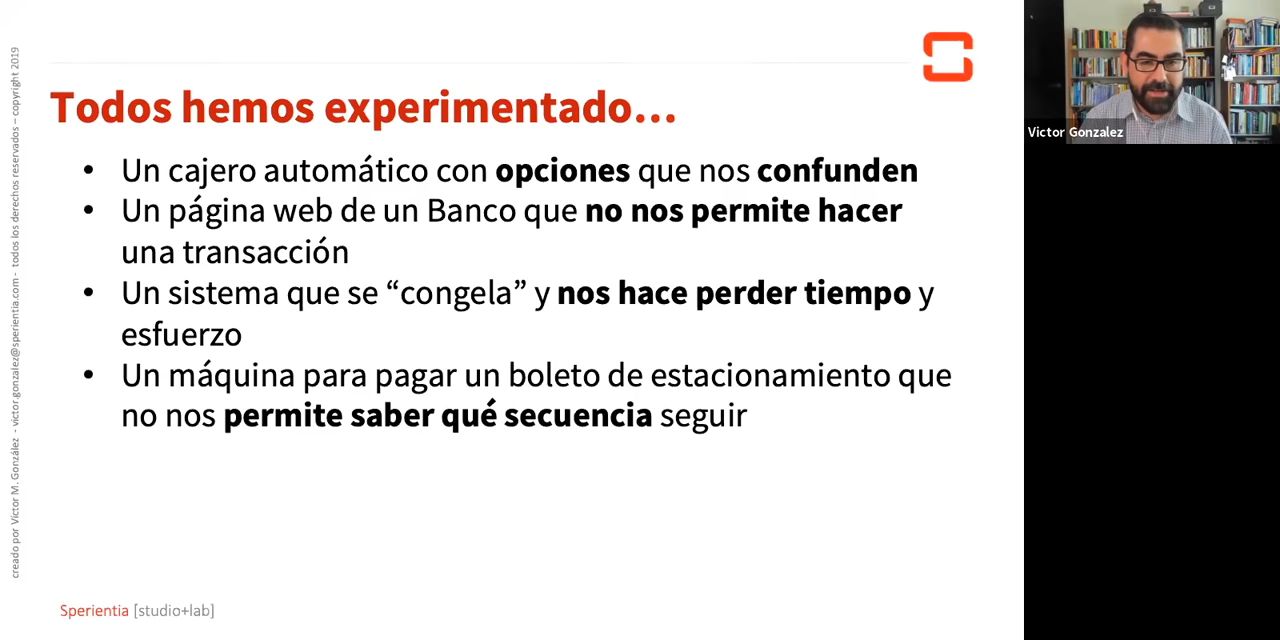 Todos hemos experimentado...
• Un cajero automático con opciones que nos confunden
• Un página web de un Banco que no nos permite hacer
una transacción
• Un sistema que se “congela” y nos hace perder tiempo y
esfuerzo
• Un máquina para pagar un boleto de estacionamiento que
no nos permite saber qué secuencia seguir
Sperientia [studio+lab]
creado por Víctor M. González - victor.gonzalez@sperientia.com - todos los derechos reservados – copyright 2019
Victor Gonzalez